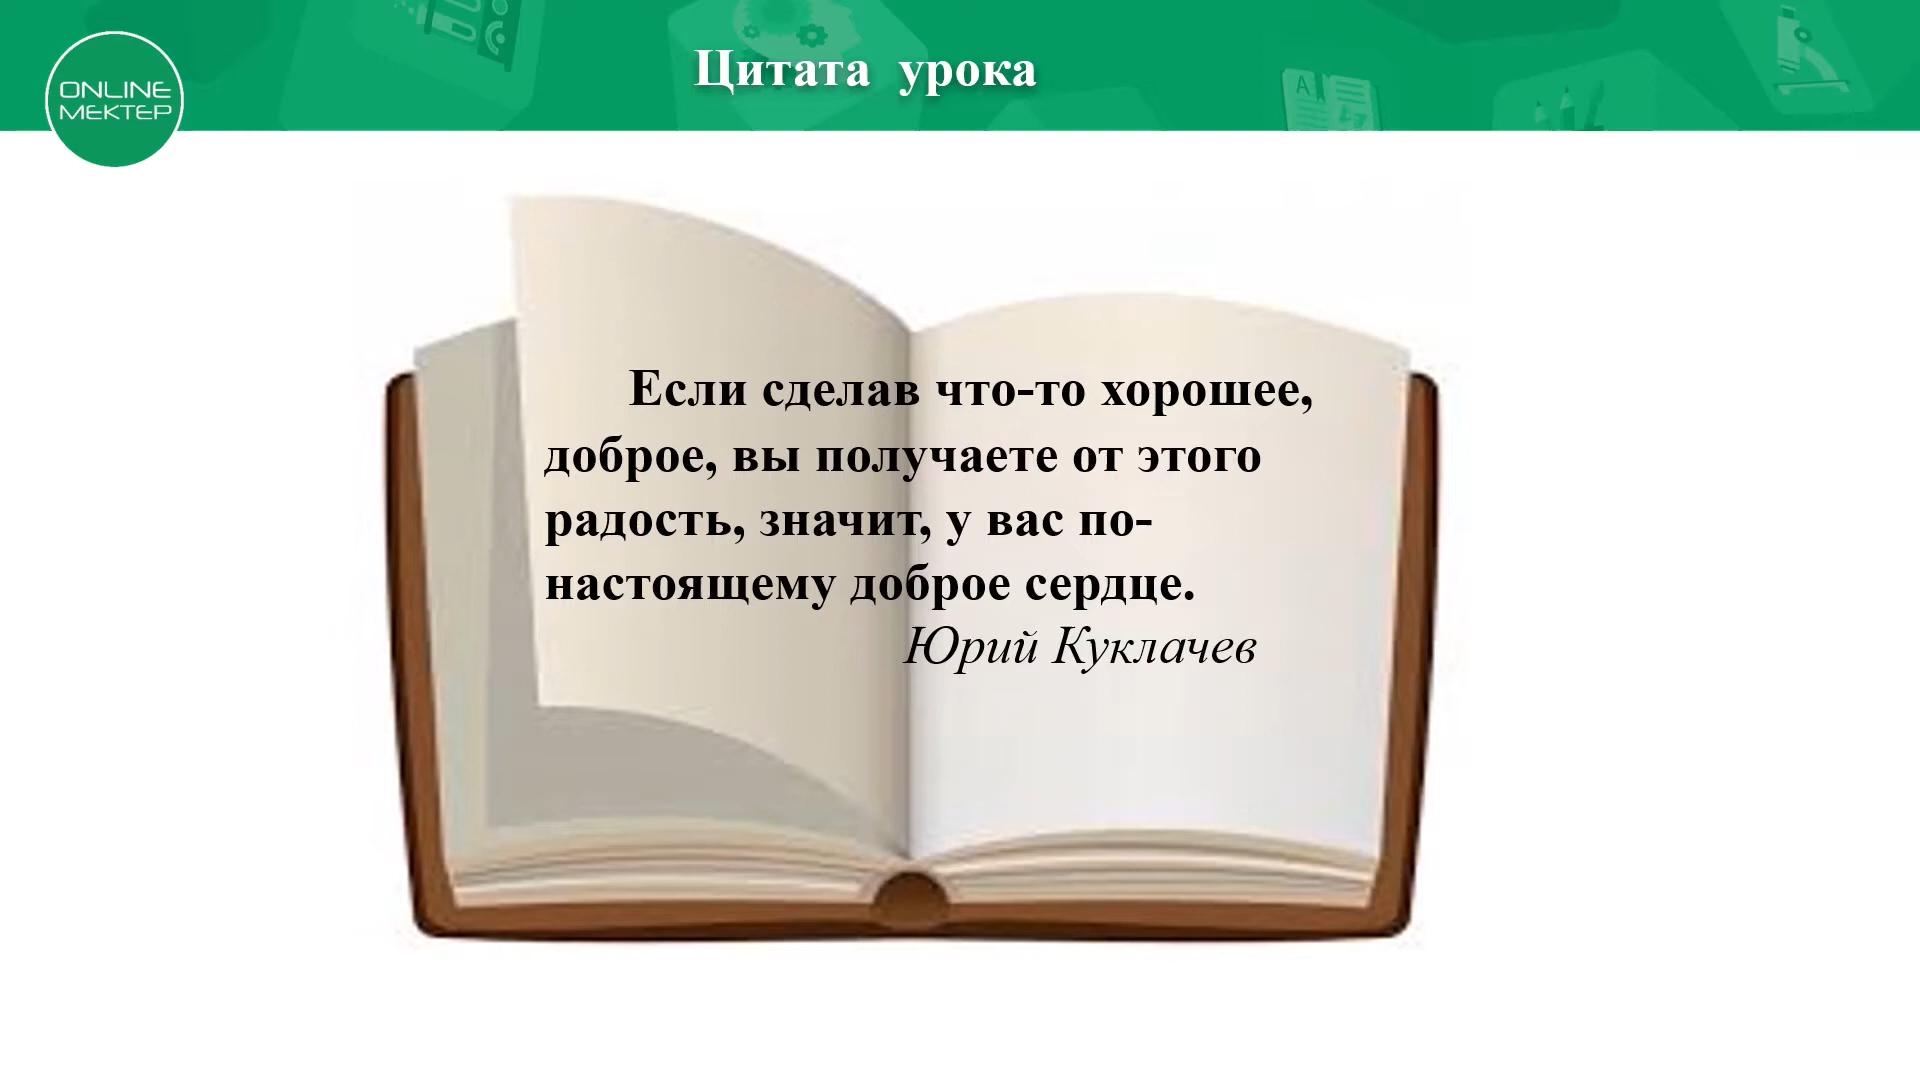 ONLINE
МЕКТЕР
Цитата урока
Если сделав что-то хорошее,
доброе, вы получаете от этого
радость, значит, у вас по-
настоящему доброе сердце.
Юрий Куклачев